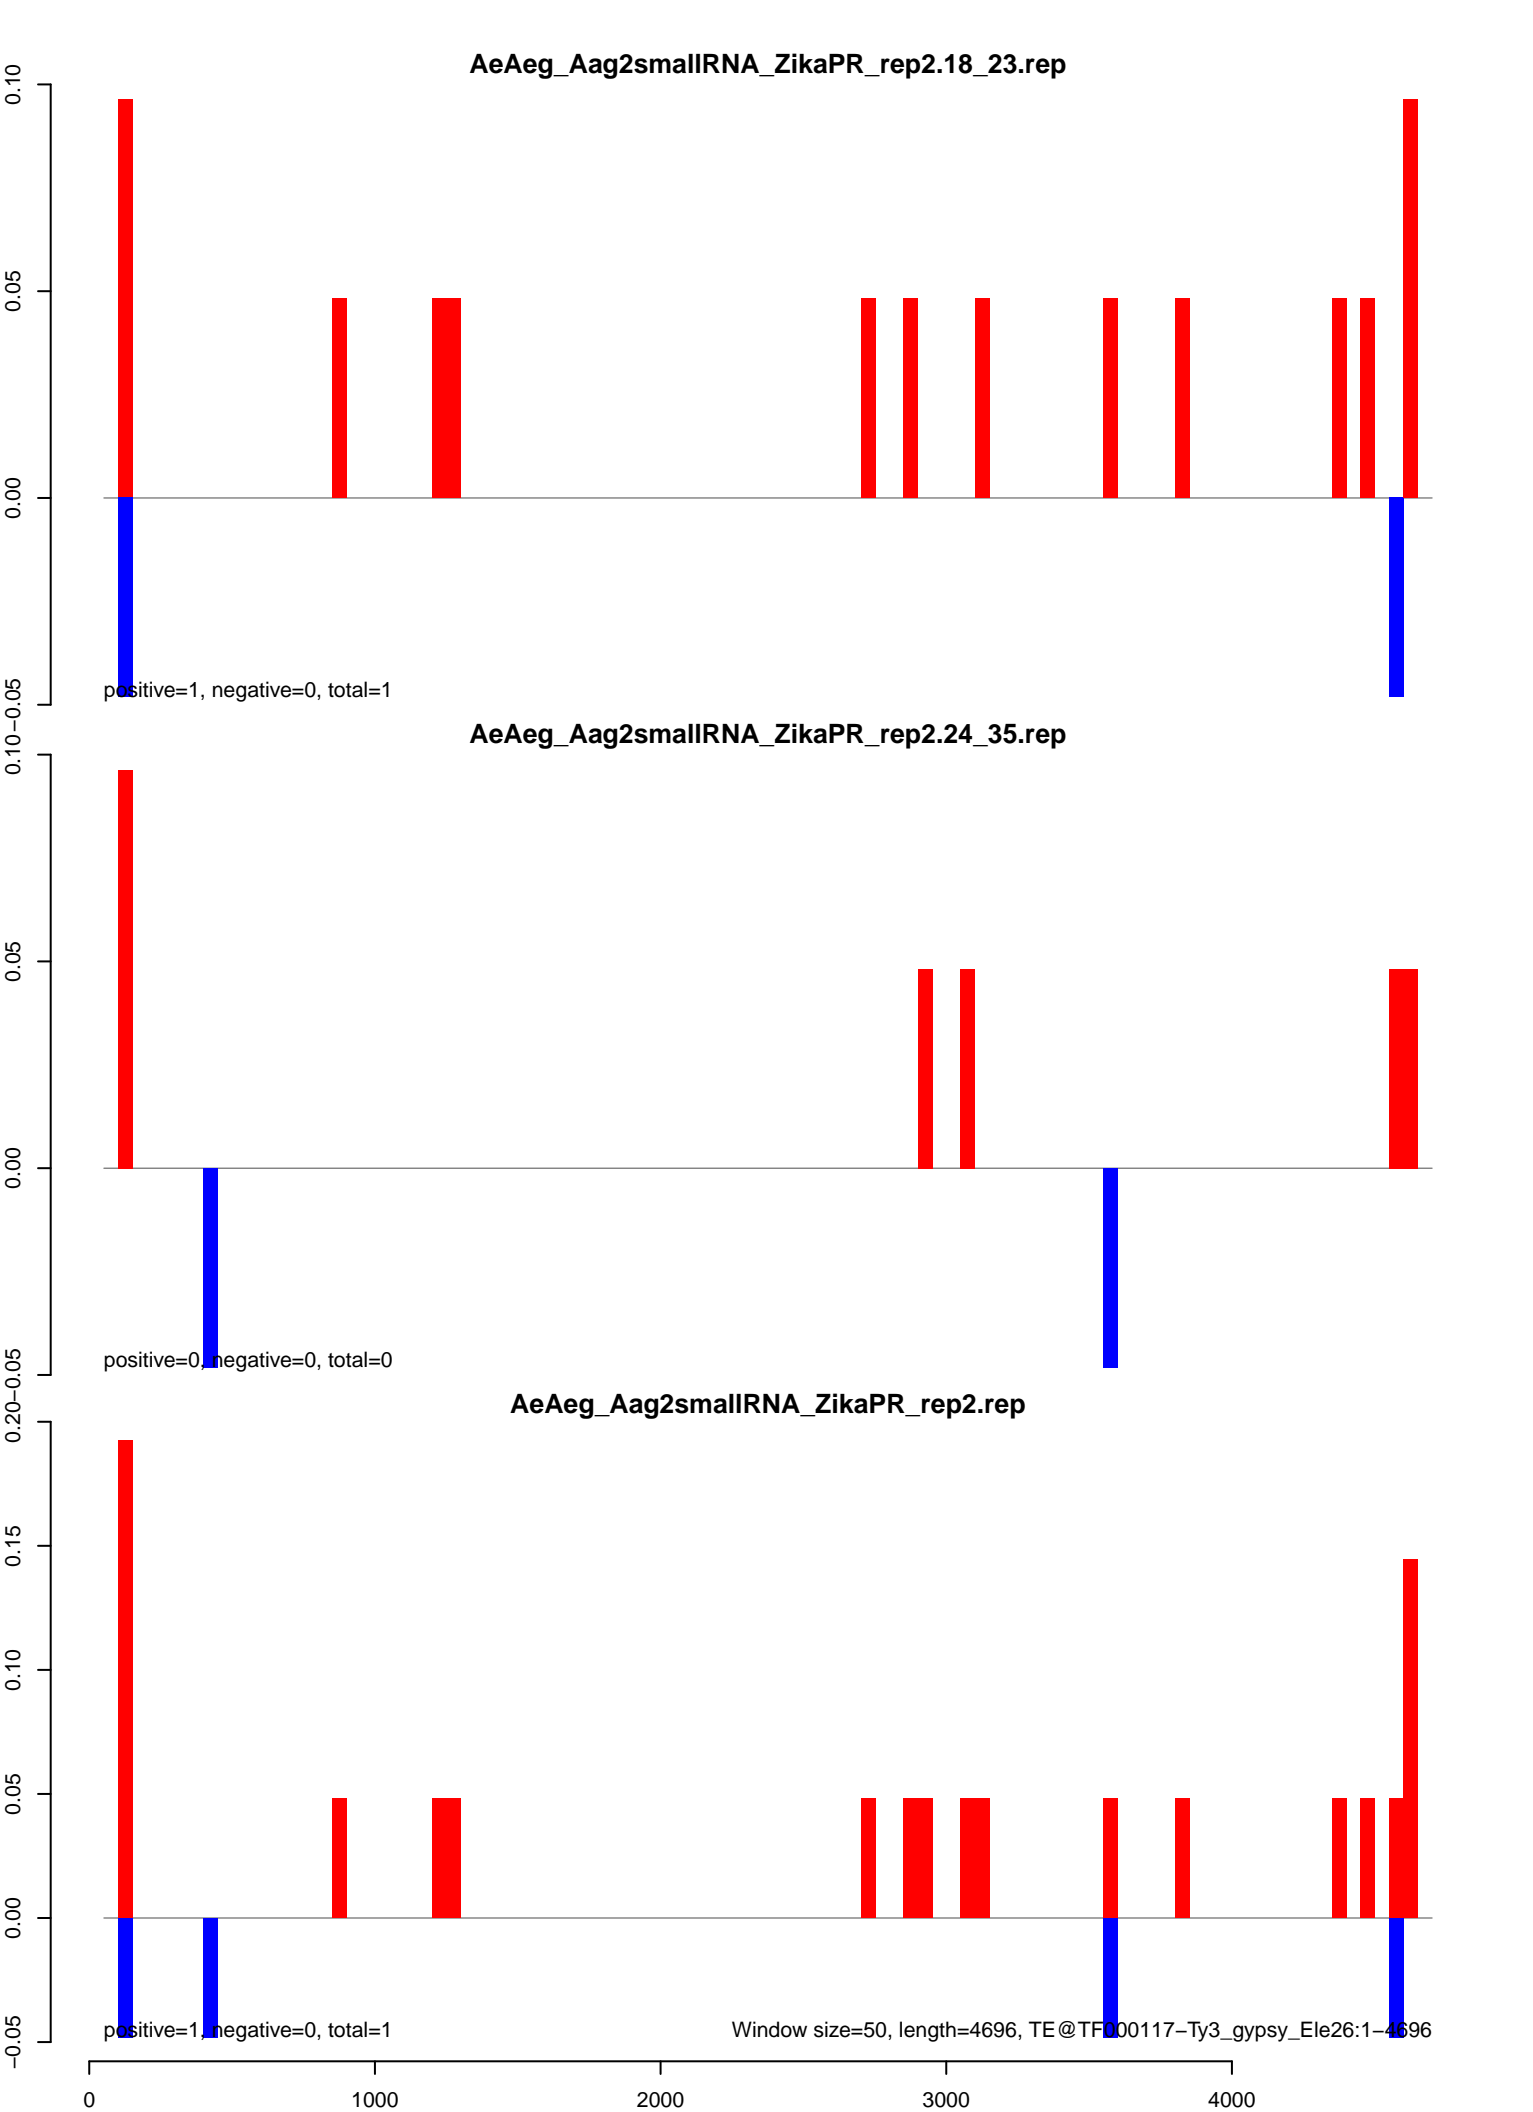 AeAeg_Aag2smallRNA_ZikaPR_rep2.18_23.rep
0.10
0.05
0.00
−0.05
positive=1, negative=0, total=1
AeAeg_Aag2smallRNA_ZikaPR_rep2.24_35.rep
0.10
0.05
0.00
−0.05
positive=0, negative=0, total=0
AeAeg_Aag2smallRNA_ZikaPR_rep2.rep
0.20
0.15
0.10
0.05
0.00
−0.05
positive=1, negative=0, total=1
Window size=50, length=4696, TE@TF000117−Ty3_gypsy_Ele26:1−4696
0 1000 2000 3000 4000